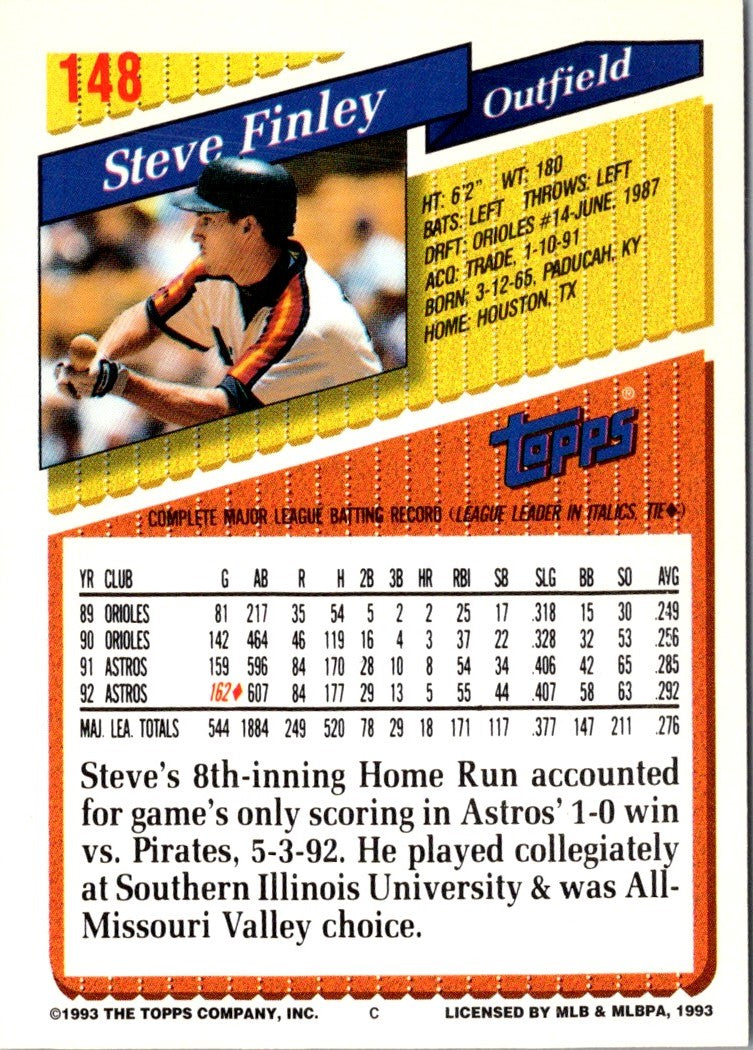 148
Steve Finley
Outfield
HT: 6'2" WT: 180
BATS: LEFT THROWS: LEFT
DRFT: ORIOLES #14-JUNE, 1987
ACQ: TRADE, 1-10-91
BORN: 3-12-65, PADUCAH, KY
HOME: HOUSTON, TX
topps®
COMPLETE MAJOR LEAGUE BATTING RECORD (LEAGUE LEADER IN ITALICS, TIE♦)
YR CLUB G AB R H 2B 3B HR RBI SB SLG BB SO AVG
89 ORIOLES 81 217 35 54 5 2 2 25 17 .318 15 30 .249
90 ORIOLES 142 464 46 119 16 4 3 37 22 .328 32 53 .256
91 ASTROS 159 596 84 170 28 10 8 54 34 .406 42 65 .285
92 ASTROS 162♦ 607 84 177 29 13 5 55 44 .407 58 63 .292
MAJ. LEA. TOTALS 544 1884 249 520 78 29 18 171 117 .377 147 211 .276
Steve's 8th-inning Home Run accounted
for game's only scoring in Astros' 1-0 win
vs. Pirates, 5-3-92. He played collegiately
at Southern Illinois University & was All-
Missouri Valley choice.
©1993 THE TOPPS COMPANY, INC. C LICENSED BY MLB & MLBPA, 1993